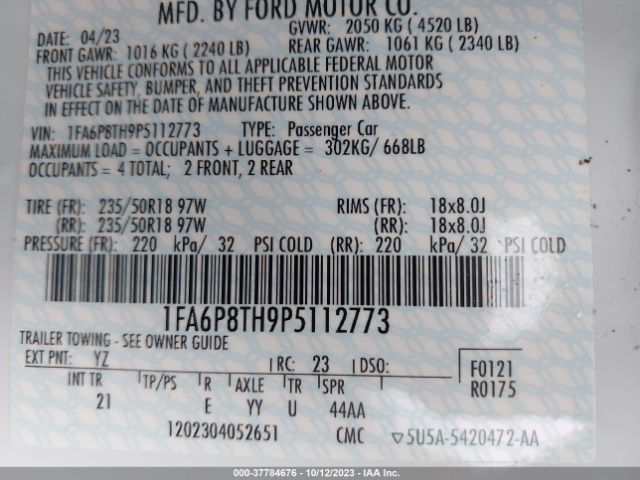 MFD. BY FORD MOTOR CO.
DATE: 04/23 GVWR: 2050 KG ( 4520 LB)
FRONT GAWR: 1016 KG ( 2240 LB) REAR GAWR: 1061 KG ( 2340 LB)
THIS VEHICLE CONFORMS TO ALL APPLICABLE FEDERAL MOTOR
VEHICLE SAFETY, BUMPER, AND THEFT PREVENTION STANDARDS
IN EFFECT ON THE DATE OF MANUFACTURE SHOWN ABOVE.
VIN: 1FA6P8TH9P5112773 TYPE: Passenger Car
MAXIMUM LOAD = OCCUPANTS + LUGGAGE = 302KG/ 668LB
OCCUPANTS = 4 TOTAL; 2 FRONT, 2 REAR
TIRE (FR): 235/50R18 97W RIMS (FR): 18x8.0J
(RR): 235/50R18 97W (RR): 18x8.0J
PRESSURE (FR): 220 kPa/ 32 PSI COLD (RR): 220 kPa/ 32 PSI COLD
1FA6P8TH9P5112773
TRAILER TOWING - SEE OWNER GUIDE
EXT PNT: YZ RC: 23 DSO: F0121
R0175
INT TR TP/PS R AXLE TR SPR
21 E YY U 44AA
1202304052651 CMC ▽5U5A-5420472-AA
000-37784676 - 10/12/2023 - IAAI.COM